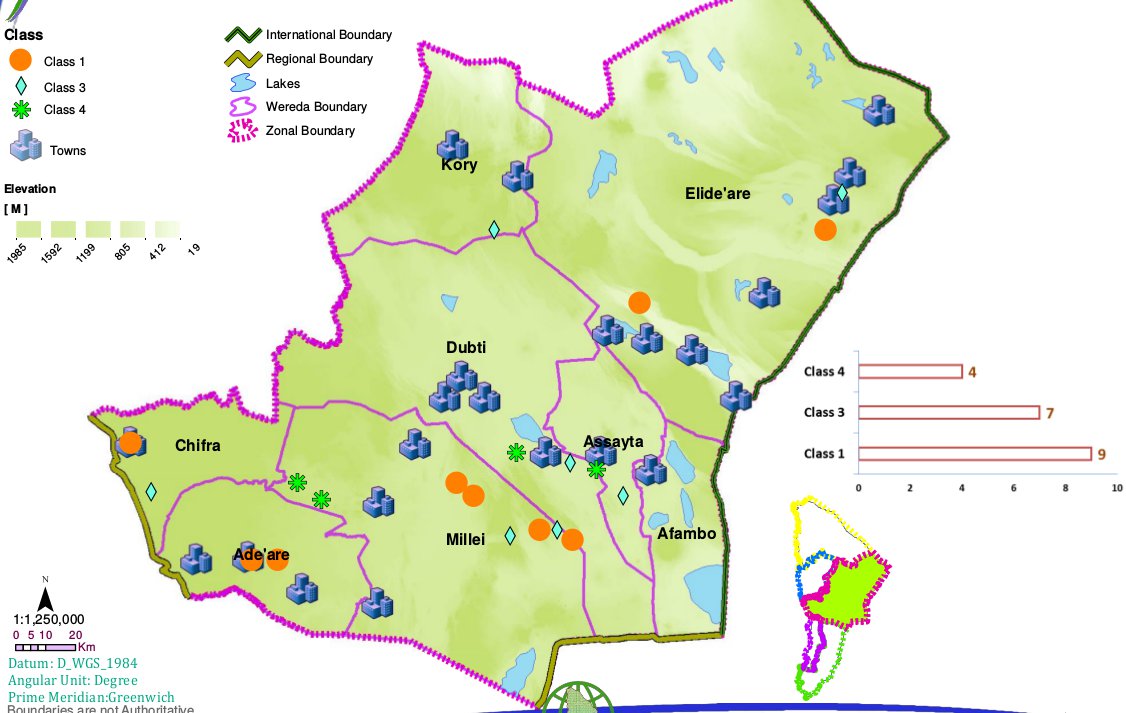 Class
Class 1
Class 3
Class 4
Towns
Elevation
[ M ]
1985 1592 1199 805 412 19
International Boundary
Regional Boundary
Lakes
Wereda Boundary
Zonal Boundary
Kory
Elide'are
Dubti
Chifra
Assayta
Ade'are
Millei
Afambo
Class 4 4
Class 3 7
Class 1 9
0 2 4 6 8 10
N
1:1,250,000
0 5 10 20
Km
Datum : D_WGS_1984
Angular Unit: Degree
Prime Meridian:Greenwich
Boundaries are not Authoritative